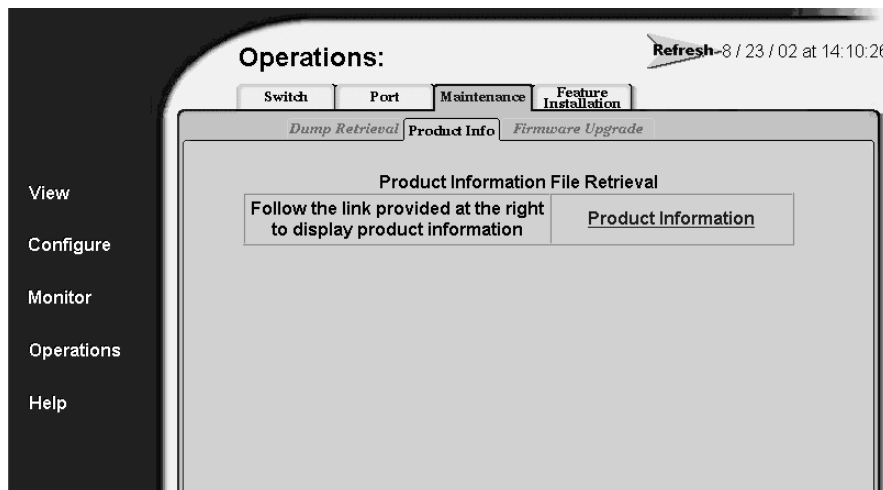 Operations:
Refresh-8 / 23 / 02 at 14:10:26
Switch
Port
Maintenance
Feature
Installation
Dump Retrieval
Product Info
Firmware Upgrade
View
Configure
Monitor
Operations
Help
Product Information File Retrieval
Follow the link provided at the right
to display product information
Product Information